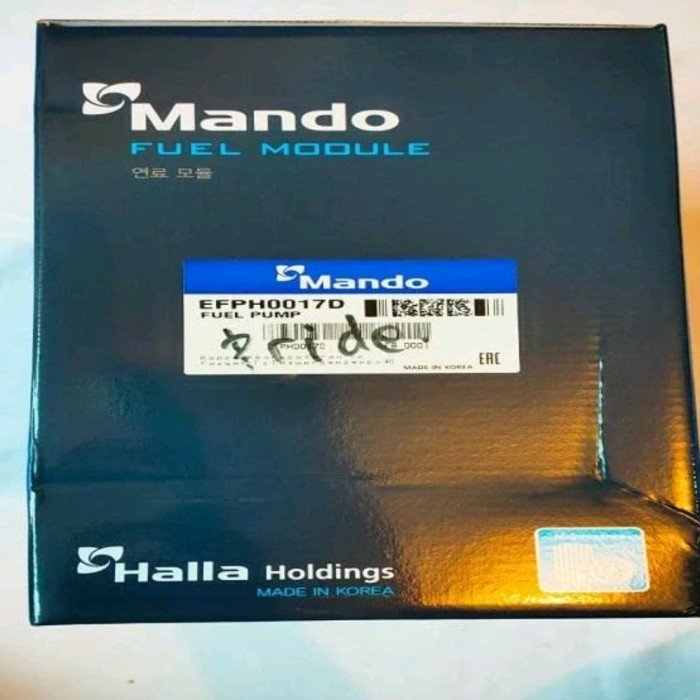 Mando
FUEL MODULE
연료 모듈
Mando
EFPH0017D
FUEL PUMP
EAC
MADE IN KOREA
Halla Holdings
MADE IN KOREA